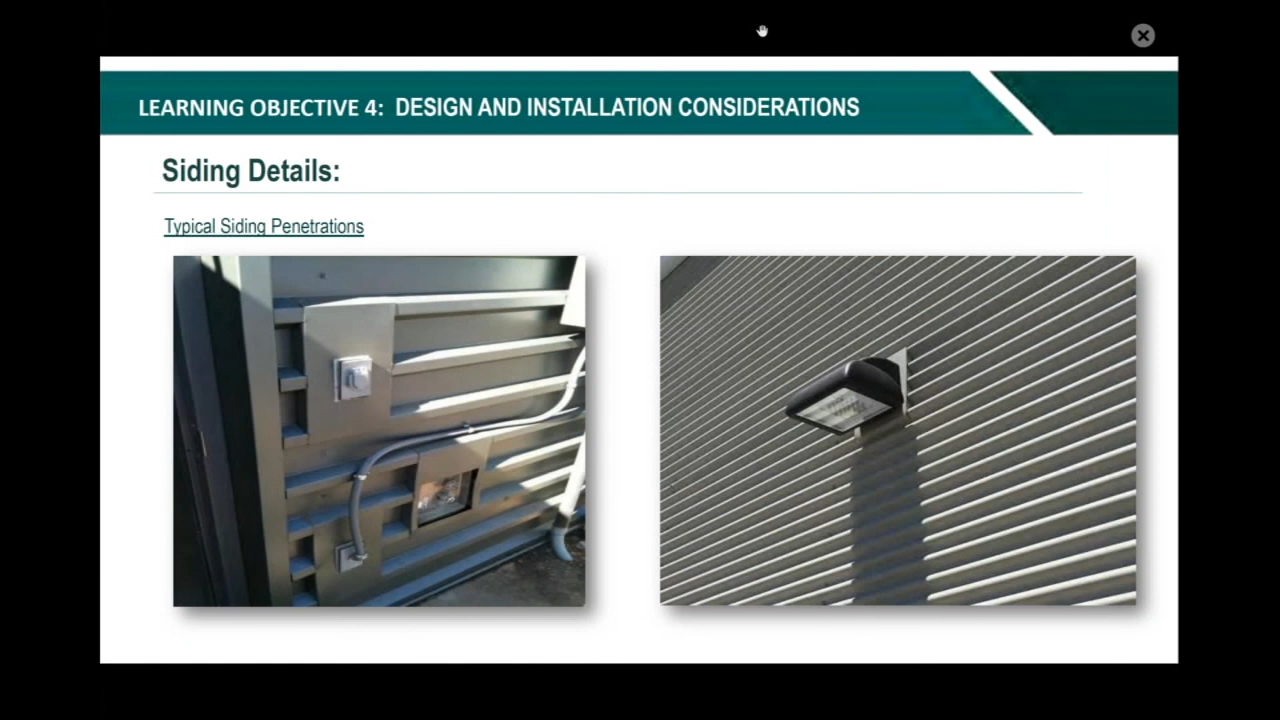 LEARNING OBJECTIVE 4: DESIGN AND INSTALLATION CONSIDERATIONS
Siding Details:
Typical Siding Penetrations